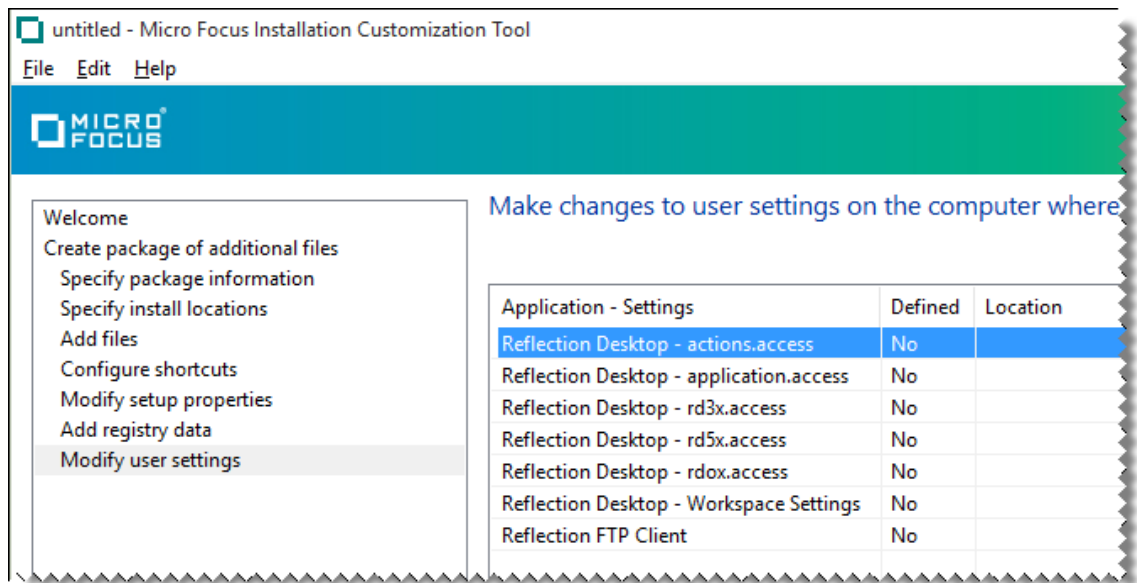 untitled - Micro Focus Installation Customization Tool
File Edit Help
MICRO
FOCUS
Welcome
Create package of additional files
Specify package information
Specify install locations
Add files
Configure shortcuts
Modify setup properties
Add registry data
Modify user settings
Make changes to user settings on the computer where
Application - Settings Defined Location
Reflection Desktop - actions.access No
Reflection Desktop - application.access No
Reflection Desktop - rd3x.access No
Reflection Desktop - rd5x.access No
Reflection Desktop - rdox.access No
Reflection Desktop - Workspace Settings No
Reflection FTP Client No